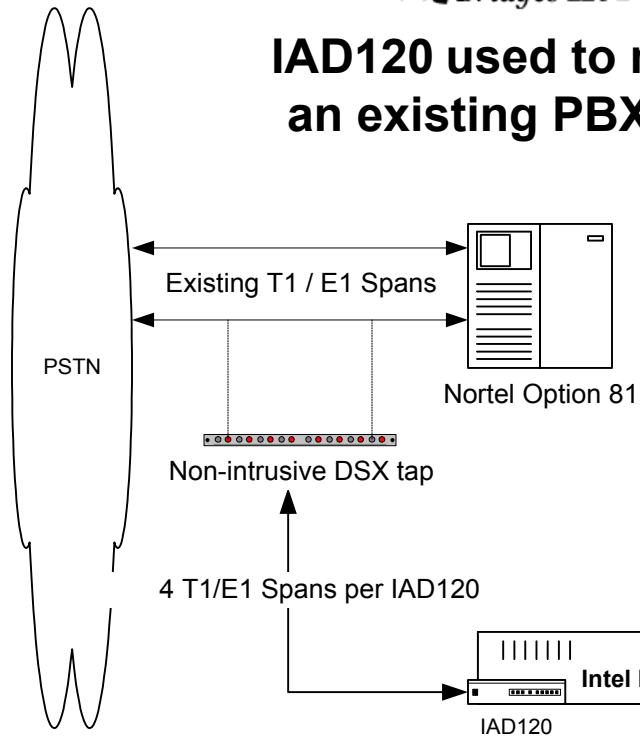 IAD120 used to
an existing PBX
Existing T1 / E1 Spans
PSTN
Nortel Option 81
Non-intrusive DSX tap
4 T1/E1 Spans per IAD120
Intel
IAD120